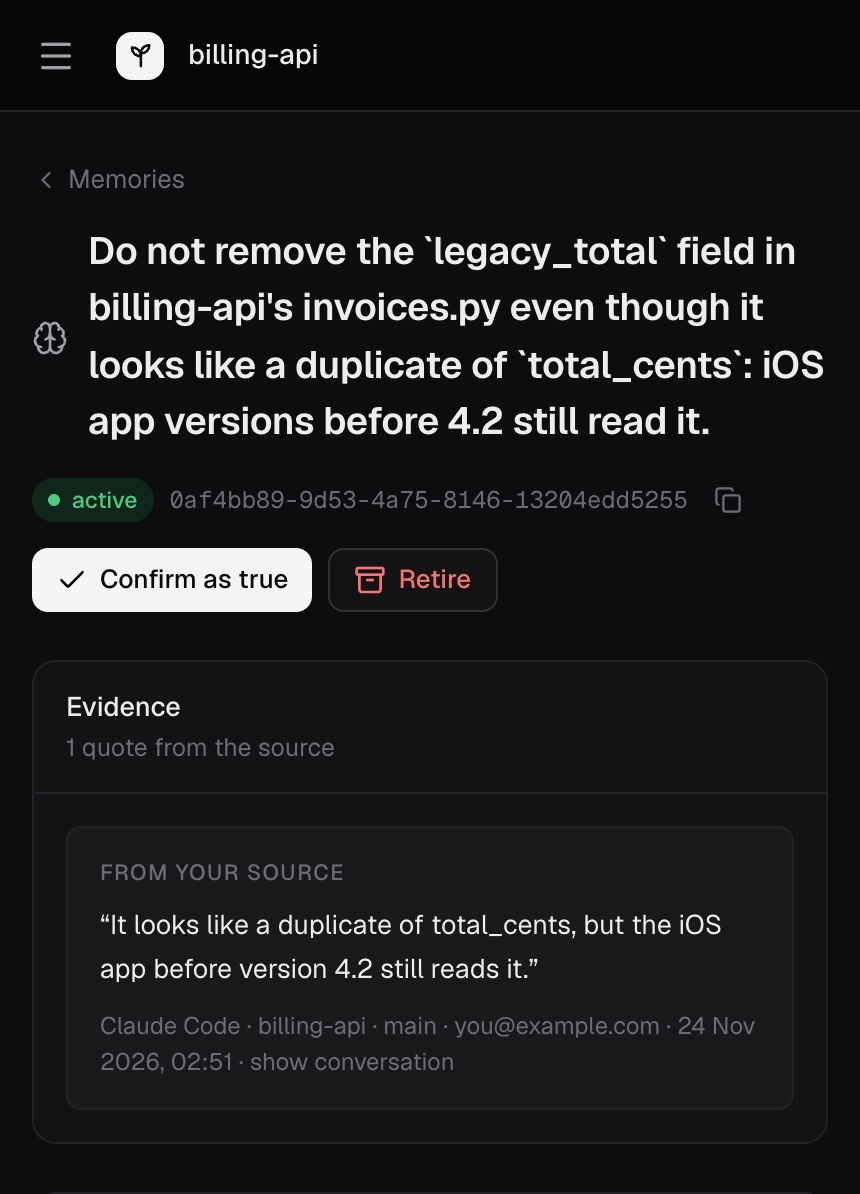 billing-api
Memories
Do not remove the `legacy_total` field in
billing-api's invoices.py even though it
looks like a duplicate of `total_cents`: iOS
app versions before 4.2 still read it.
active 0af4bb89-9d53-4a75-8146-13204edd5255
Confirm as true Retire
Evidence
1 quote from the source
FROM YOUR SOURCE
“It looks like a duplicate of total_cents, but the iOS
app before version 4.2 still reads it.”
Claude Code · billing-api · main · you@example.com · 24 Nov
2026, 02:51 · show conversation